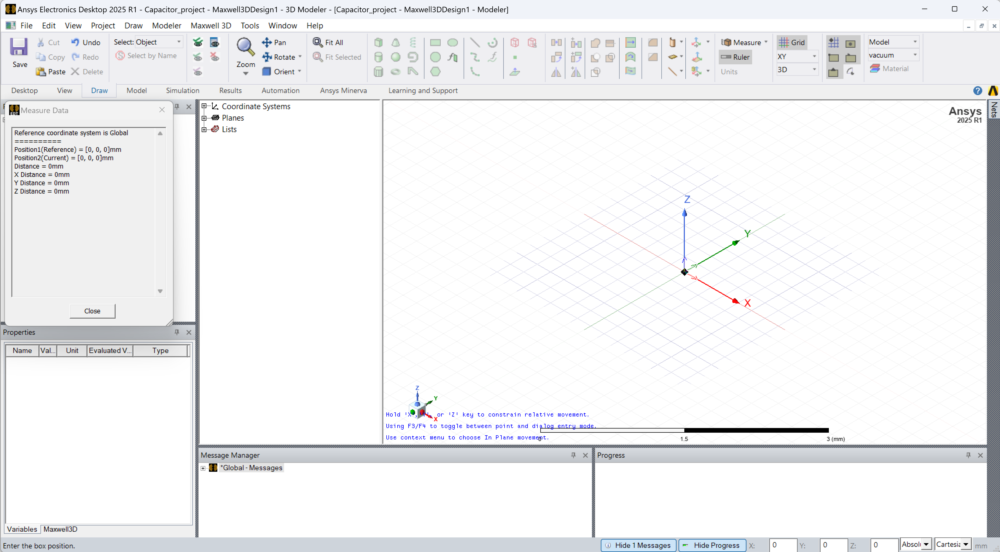 Ansys Electronics Desktop 2025 R1 - Capacitor_project - Maxwell3DDesign1 - 3D Modeler - [Capacitor_project - Maxwell3DDesign1 - Modeler]
File Edit View Project Draw Modeler Maxwell 3D Tools Window Help
Save
Cut
Copy
Paste
Undo
Redo
Delete
Select: Object
Select by Name
Zoom
Pan
Rotate
Orient
Fit All
Fit Selected
Measure
Ruler
Units
Grid
XY
3D
Model
vacuum
Material
Desktop View Draw Model Simulation Results Automation Ansys Minerva Learning and Support
Measure Data
Reference coordinate system is Global
==========
Position1(Reference) = [0, 0, 0]mm
Position2(Current) = [0, 0, 0]mm
Distance = 0mm
X Distance = 0mm
Y Distance = 0mm
Z Distance = 0mm
Close
Coordinate Systems
Planes
Lists
Ansys
2025 R1
Nets
Z
Y
X
Z
Y
X
Hold 'X', or 'Z' key to constrain relative movement.
Using F3/F4 to toggle between point and dialog entry mode.
Use context menu to choose In Plane movement.
0 1.5 3 (mm)
Properties
Name Val... Unit Evaluated V... Type
Variables Maxwell3D
Message Manager
*Global - Messages
Progress
Enter the box position.
Hide 1 Messages Hide Progress X: 0 Y: 0 Z: 0 Absolu Cartesia mm